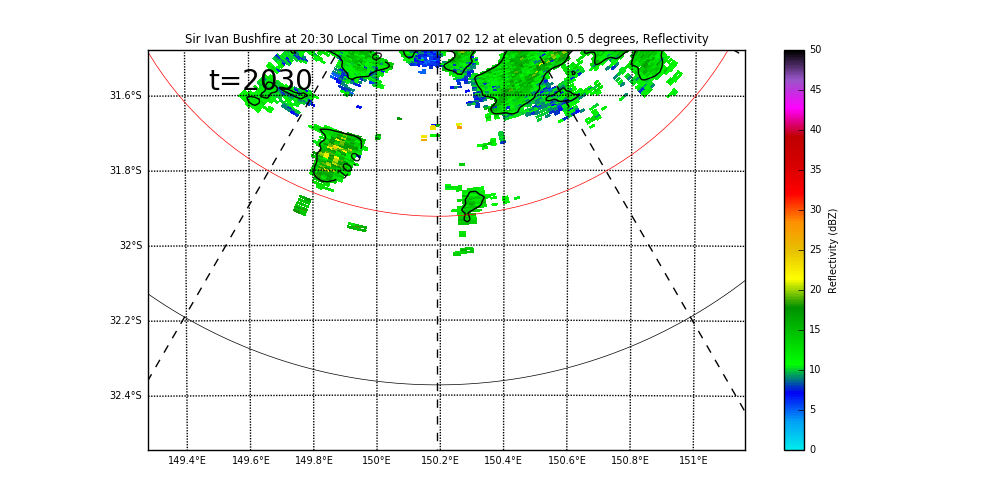 Sir Ivan Bushfire at 20:30 Local Time on 2017 02 12 at elevation 0.5 degrees, Reflectivity
t=2030
31.6°S
31.8°S
32°S
32.2°S
32.4°S
149.4°E 149.6°E 149.8°E 150°E 150.2°E 150.4°E 150.6°E 150.8°E 151°E
50
45
40
35
30
25
20
15
10
5
0
Reflectivity (dBZ)